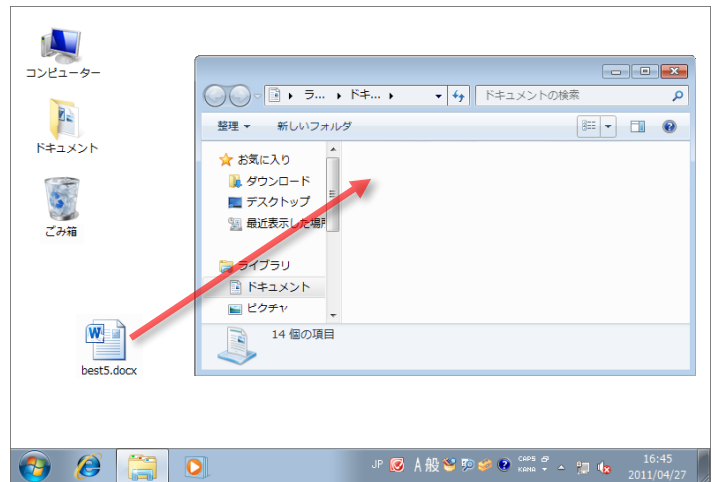 コンピューター
ドキュメント
ごみ箱
best5.docx
ラ... ドキ...
ドキュメントの検索
整理 新しいフォルダ
お気に入り
ダウンロード
デスクトップ
最近表示した場所
ライブラリ
ドキュメント
ピクチャ
14 個の項目
JP A 般 CAPS KANA
16:45
2011/04/27